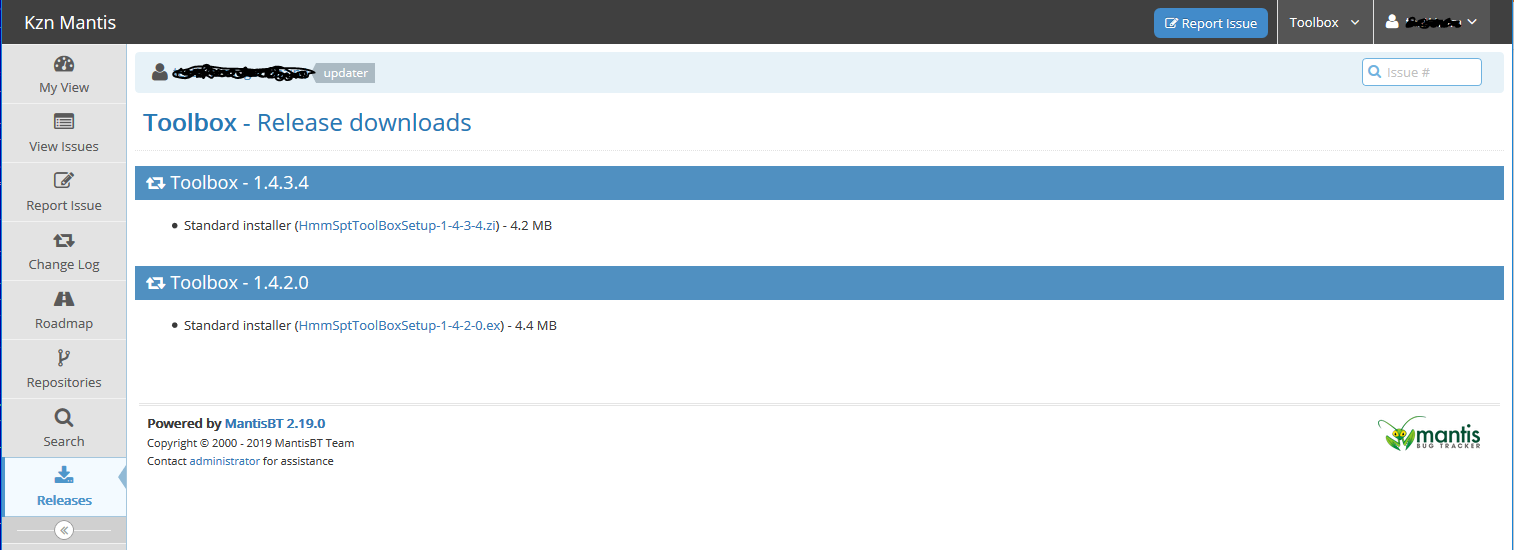 Kzn Mantis
Report Issue
Toolbox
My View
View Issues
Report Issue
Change Log
Roadmap
Repositories
Search
Releases
updater
Issue #
Toolbox - Release downloads
Toolbox - 1.4.3.4
Standard installer (HmmSptToolBoxSetup-1-4-3-4.zi) - 4.2 MB
Toolbox - 1.4.2.0
Standard installer (HmmSptToolBoxSetup-1-4-2-0.ex) - 4.4 MB
Powered by MantisBT 2.19.0
Copyright © 2000 - 2019 MantisBT Team
Contact administrator for assistance
mantis
BUG TRACKER